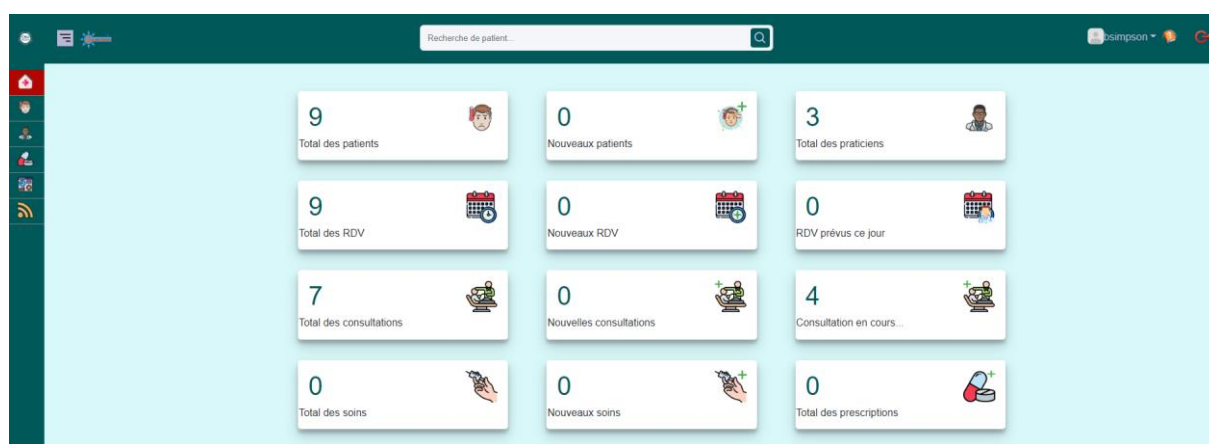 Recherche de patient...
bsimpson
9
Total des patients
0
Nouveaux patients
3
Total des praticiens
9
Total des RDV
0
Nouveaux RDV
0
RDV prévus ce jour
7
Total des consultations
0
Nouvelles consultations
4
Consultation en cours...
0
Total des soins
0
Nouveaux soins
0
Total des prescriptions